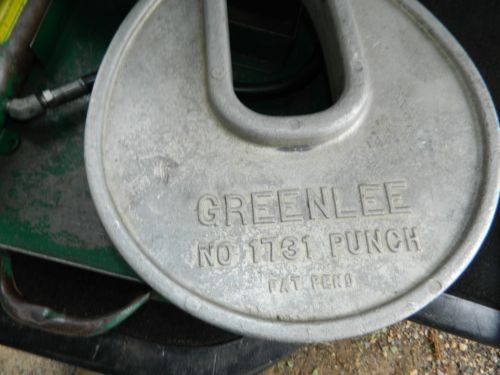 GREENLEE
NO 1731 PUNCH
PAT PEND